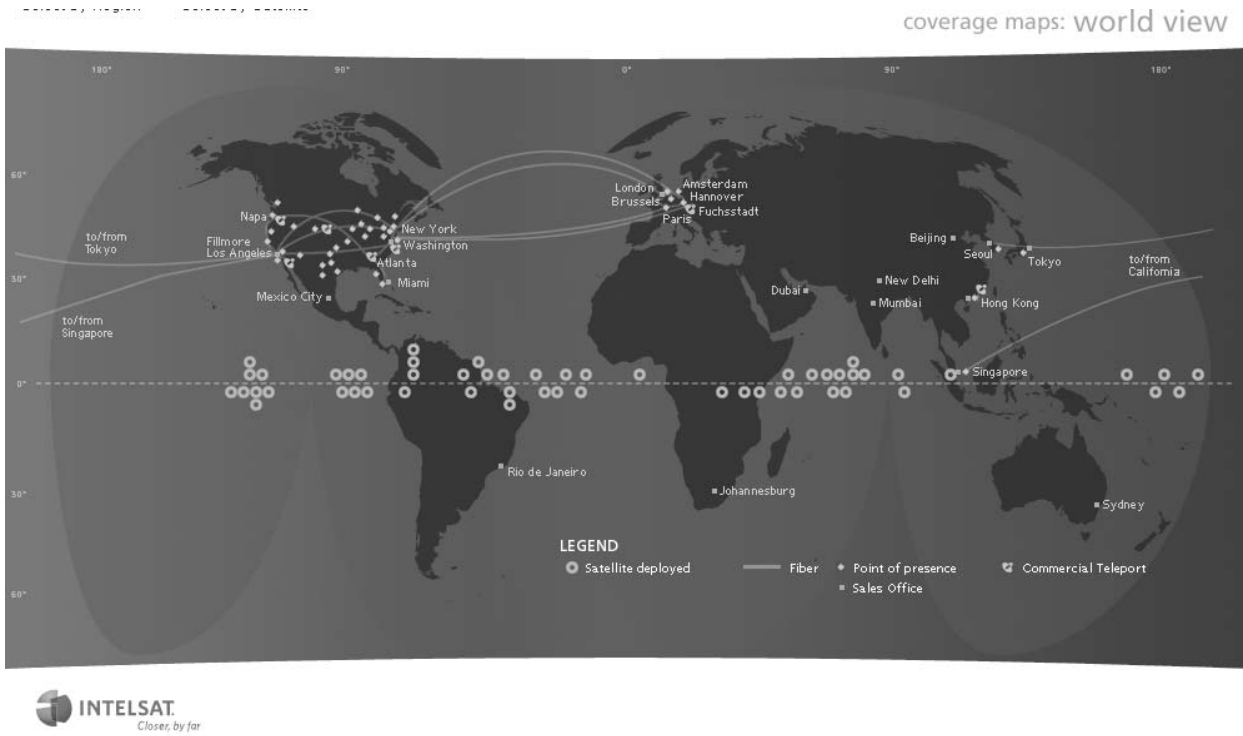 coverage maps: world view
180°
90°
0°
90°
180°
60°
30°
0°
30°
60°
to/from
Tokyo
to/from
Singapore
Napa
Fillmore
Los Angeles
Mexico City
New York
Washington
Atlanta
Miami
London
Brussels
Amsterdam
Hannover
Paris
Fuchsstadt
Beijing
Seoul
Tokyo
to/from
California
Dubai
New Delhi
Mumbai
Hong Kong
Singapore
Rio de Janeiro
Johannesburg
Sydney
LEGEND
Satellite deployed
Fiber
Point of presence
Commercial Teleport
Sales Office
INTELSAT.
Closer, by far